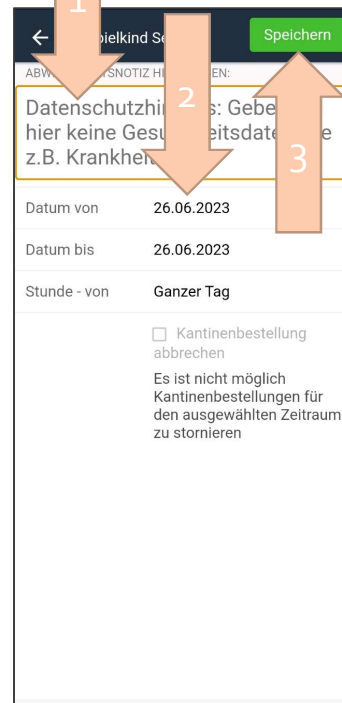 1
ielkind Se
2
Speichern
3
ABW TSNOTIZ HI EN:
Datenschutzhi s: Gebe
hier keine Gesu eitsdate e
z.B. Krankhei
Datum von 26.06.2023
Datum bis 26.06.2023
Stunde - von Ganzer Tag
Kantinenbestellung
abbrechen
Es ist nicht möglich
Kantinenbestellungen für
den ausgewählten Zeitraum
zu stornieren